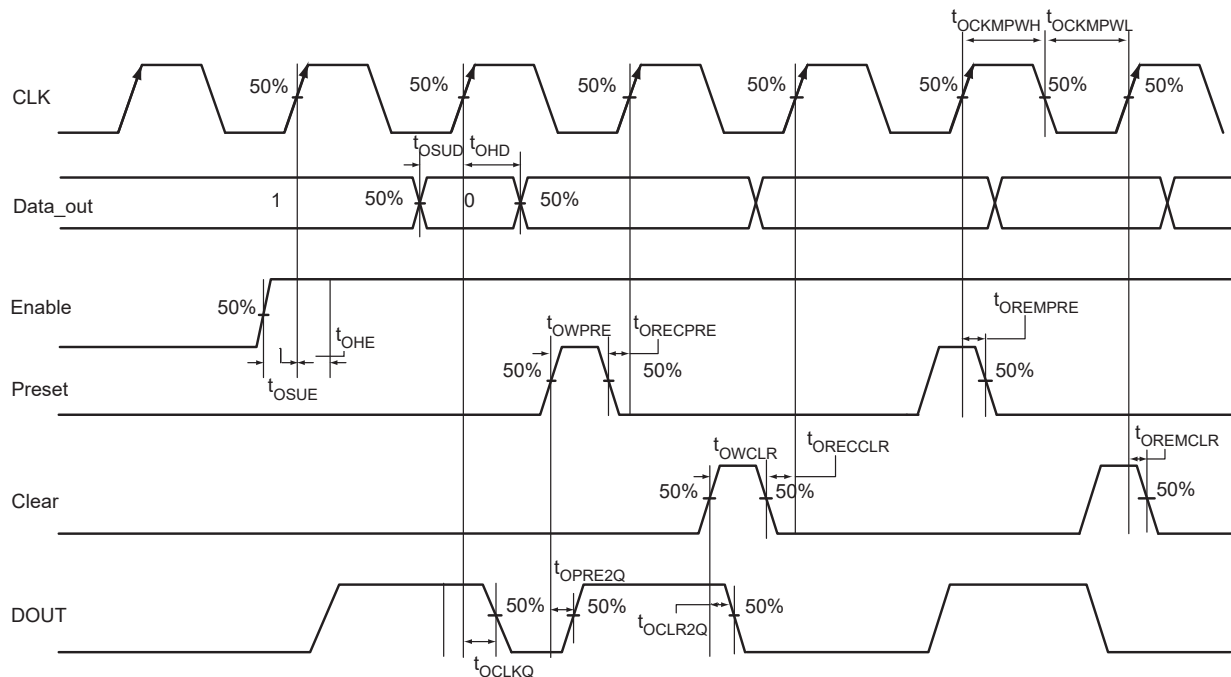 tOCKMPWH tOCKMPWL
CLK
50% 50% 50% 50% 50% 50% 50%
tOSUD tOHD
Data_out
1 50% 0 50%
Enable
50%
tOHE
tOSUE
tOWPRE tORECPRE
tOREMPRE
Preset
50% 50% 50%
tOWCLR tORECCLR
tOREMCLR
Clear
50% 50% 50%
tOPRE2Q
DOUT
50% 50% 50%
tOCLR2Q
tOCLKQ